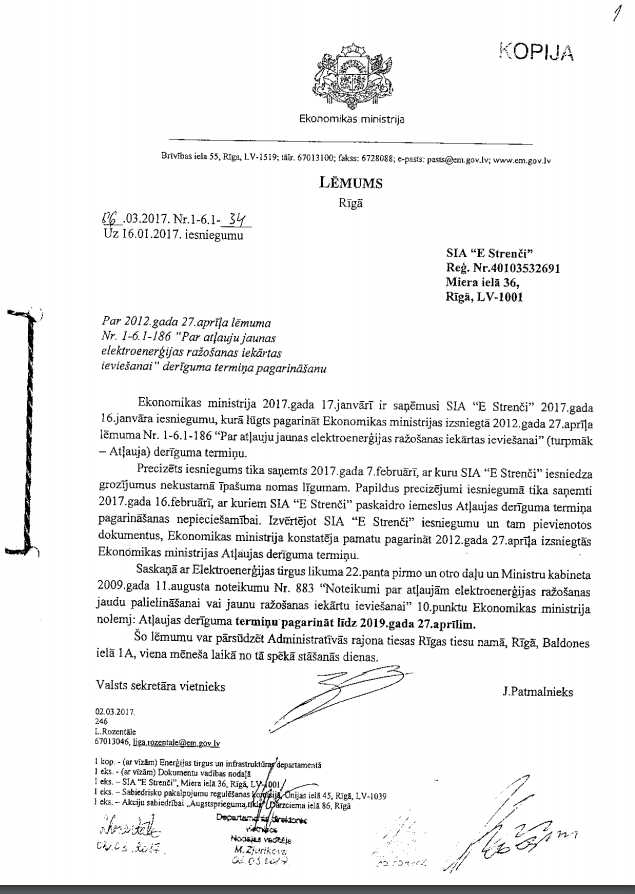 1
KOPIJA
Ekonomikas ministrija
Brīvības iela 55, Rīga, LV-1519; tālr. 67013100; fakss: 6728088; e-pasts: pasts@em.gov.lv; www.em.gov.lv
LĒMUMS
Rīgā
06.03.2017. Nr.1-6.1- 34
Uz 16.01.2017. iesniegumu
SIA “E Strenči”
Reģ. Nr.40103532691
Miera ielā 36,
Rīgā, LV-1001
Par 2012.gada 27.aprīļa lēmuma
Nr. 1-6.1-186 “Par atļauju jaunas
elektroenerģijas ražošanas iekārtas
ieviešanai” derīguma termiņa pagarināšanu
Ekonomikas ministrija 2017.gada 17.janvārī ir saņēmusi SIA “E Strenči” 2017.gada
16.janvāra iesniegumu, kurā lūgts pagarināt Ekonomikas ministrijas izsniegtā 2012.gada 27.aprīļa
lēmuma Nr. 1-6.1-186 “Par atļauju jaunas elektroenerģijas ražošanas iekārtas ieviešanai” (turpmāk
– Atļauja) derīguma termiņu.
Precizēts iesniegums tika saņemts 2017.gada 7.februārī, ar kuru SIA “E Strenči” iesniedza
grozījumus nekustamā īpašuma nomas līgumam. Papildus precizējumi iesniegumā tika saņemti
2017.gada 16.februārī, ar kuriem SIA “E Strenči” paskaidro iemeslus Atļaujas derīguma termiņa
pagarināšanas nepieciešamībai. Izvērtējot SIA “E Strenči” iesniegumu un tam pievienotos
dokumentus, Ekonomikas ministrija konstatēja pamatu pagarināt 2012.gada 27.aprīļa izsniegtās
Ekonomikas ministrijas Atļaujas derīguma termiņu.
Saskaņā ar Elektroenerģijas tirgus likuma 22.panta pirmo un otro daļu un Ministru kabineta
2009.gada 11.augusta noteikumu Nr. 883 “Noteikumi par atļaujām elektroenerģijas ražošanas
jaudu palielināšanai vai jaunu ražošanas iekārtu ieviešanai” 10.punktu Ekonomikas ministrija
nolemj: Atļaujas derīguma termiņu pagarināt līdz 2019.gada 27.aprīlim.
Šo lēmumu var pārsūdzēt Administratīvās rajona tiesas Rīgas tiesu namā, Rīgā, Baldones
ielā 1A, viena mēneša laikā no tā spēkā stāšanās dienas.
Valsts sekretāra vietnieks
J.Patmalnieks
02.03.2017.
246
L.Rozentāle
67013046, liga.rozentale@em.gov.lv
1 kop. - (ar vīzām) Enerģijas tirgus un infrastruktūras departamentā
1 eks. - (ar vīzām) Dokumentu vadības nodaļā
1 eks. – SIA “E Strenči”, Miera ielā 36, Rīgā, LV-1001
1 eks. – Sabiedrisko pakalpojumu regulēšanas komisijā, Ūnijas ielā 45, Rīgā, LV-1039
1 eks. – Akciju sabiedrībai „Augstsprieguma tīkls” Dārzciema ielā 86, Rīgā
Departamenta direktores
vietniece
Nodaļas vadītāja
M. Zjurikova
02.03.2017
02.03.2017.